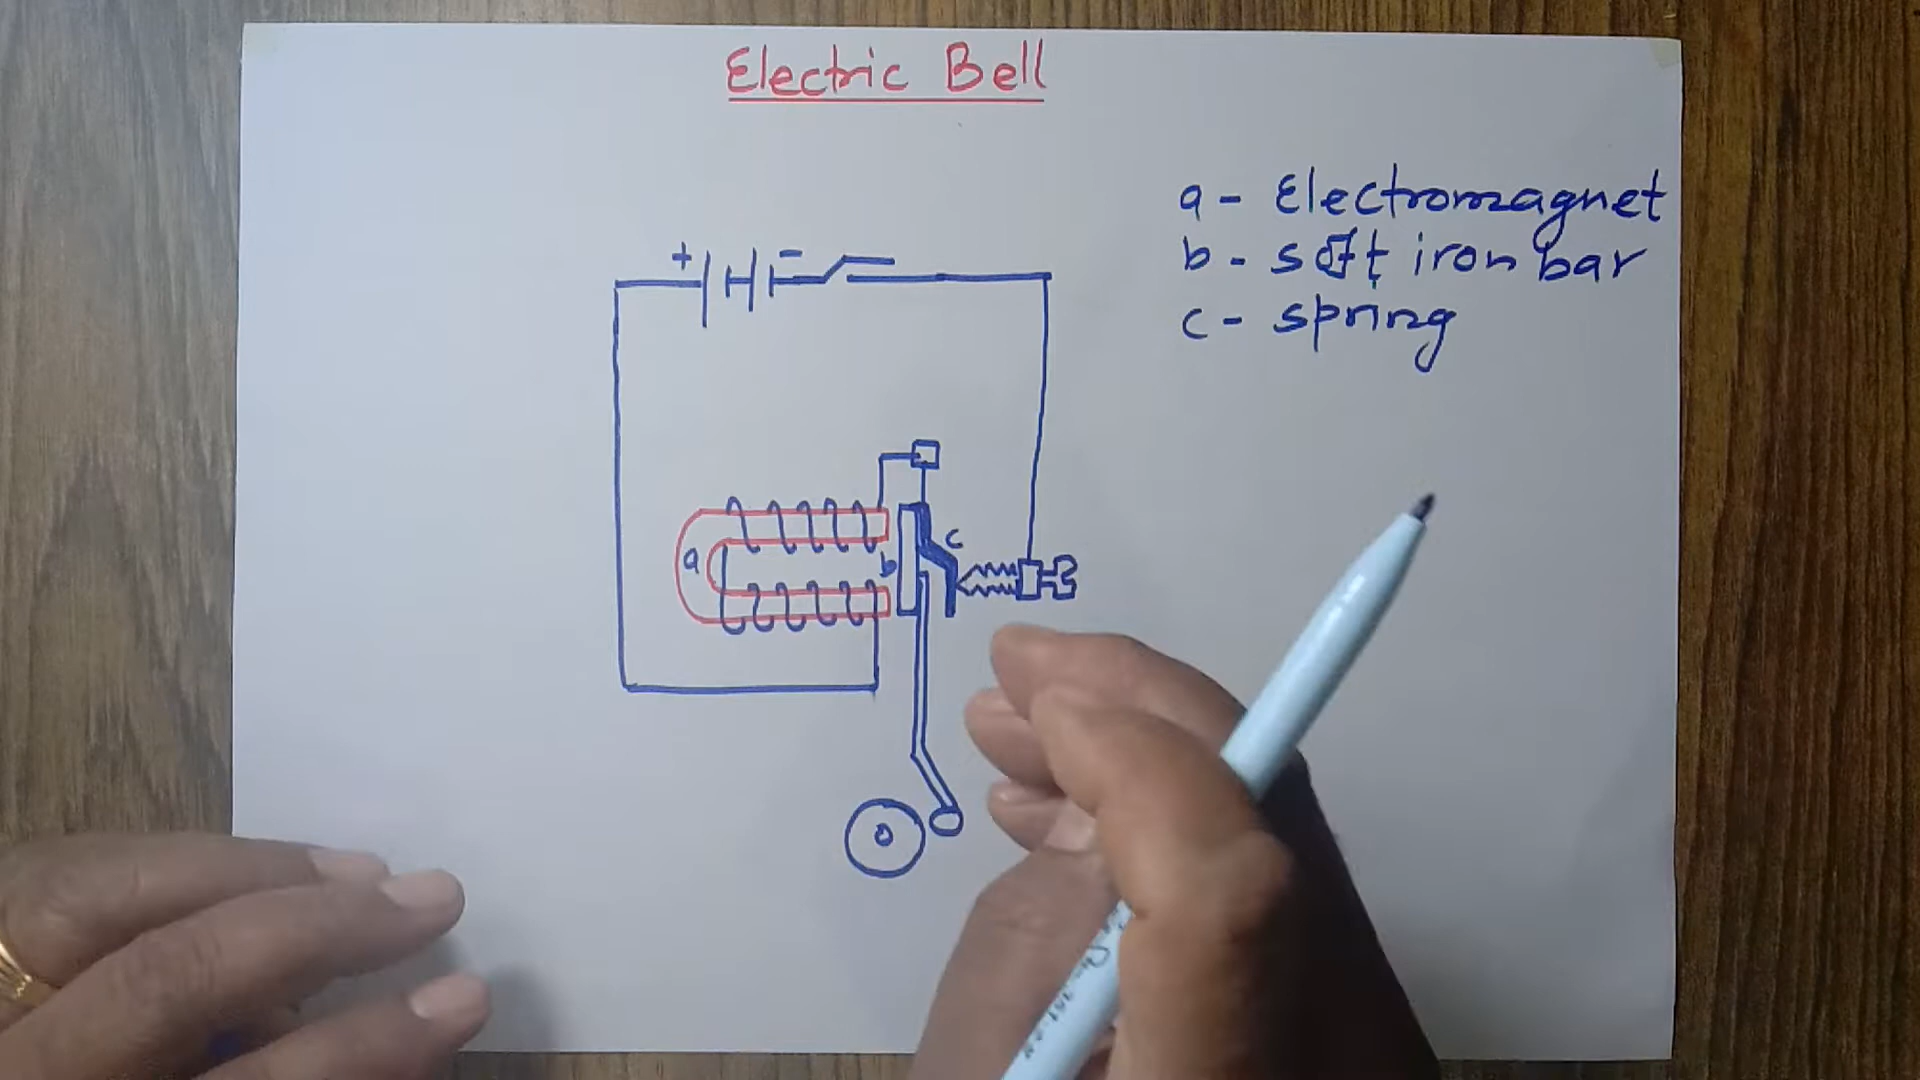 Electric Bell
a - Electromagnet
b - soft iron bar
c - spring
+ -
c
a
b